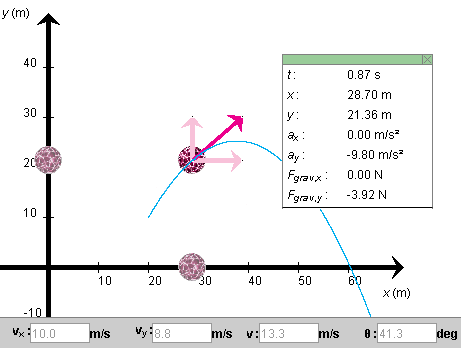 y (m)
40
30
20
10
-10
10
20
30
40
50
60
x (m)
t: 0.87 s
x: 28.70 m
y: 21.36 m
ax: 0.00 m/s²
ay: -9.80 m/s²
Fgrav,x: 0.00 N
Fgrav,y: -3.92 N
vx: 10.0 m/s vy: 8.8 m/s v: 13.3 m/s θ: 41.3 deg